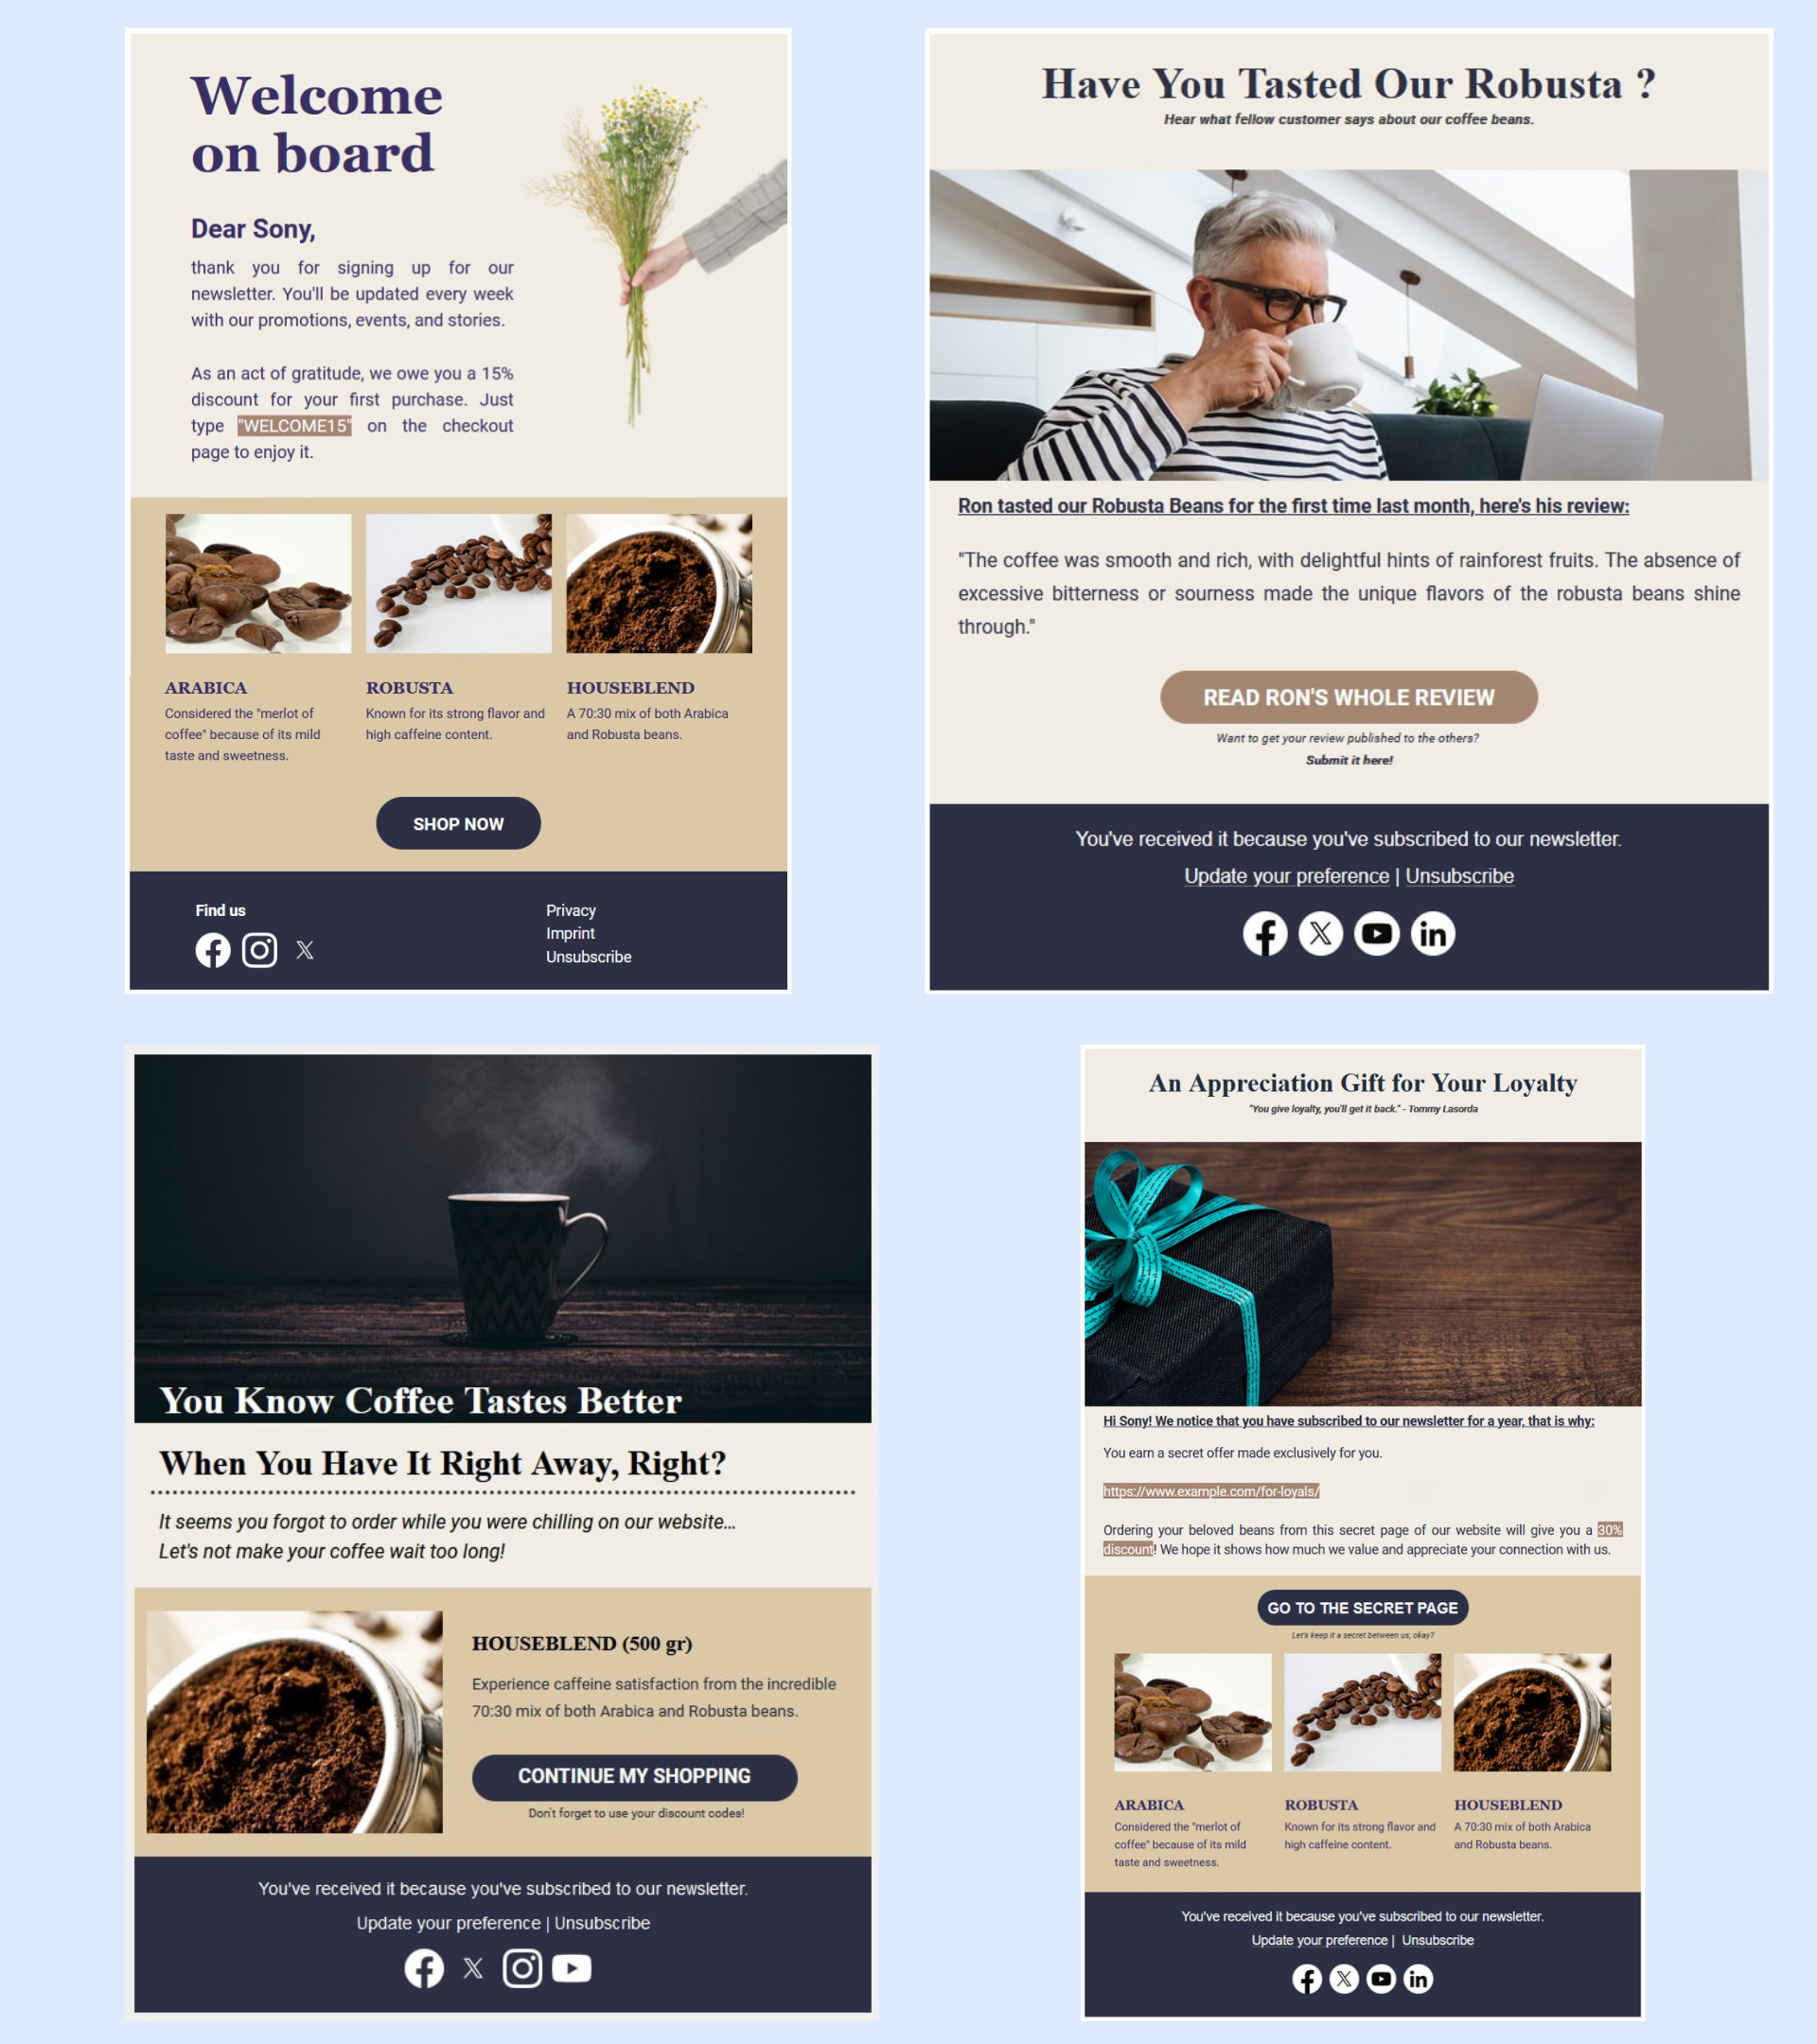 Welcome
on board
Dear Sony,
thank you for signing up for our
newsletter. You'll be updated every week
with our promotions, events, and stories.
As an act of gratitude, we owe you a 15%
discount for your first purchase. Just
type "WELCOME15" on the checkout
page to enjoy it.
ARABICA
Considered the "merlot of
coffee" because of its mild
taste and sweetness.
ROBUSTA
Known for its strong flavor and
high caffeine content.
HOUSEBLEND
A 70:30 mix of both Arabica
and Robusta beans.
SHOP NOW
Find us
Privacy
Imprint
Unsubscribe
Have You Tasted Our Robusta ?
Hear what fellow customer says about our coffee beans.
Ron tasted our Robusta Beans for the first time last month, here's his review:
"The coffee was smooth and rich, with delightful hints of rainforest fruits. The absence of
excessive bitterness or sourness made the unique flavors of the robusta beans shine
through."
READ RON'S WHOLE REVIEW
Want to get your review published to the others?
Submit it here!
You've received it because you've subscribed to our newsletter.
Update your preference | Unsubscribe
You Know Coffee Tastes Better
When You Have It Right Away, Right?
It seems you forgot to order while you were chilling on our website...
Let's not make your coffee wait too long!
HOUSEBLEND (500 gr)
Experience caffeine satisfaction from the incredible
70:30 mix of both Arabica and Robusta beans.
CONTINUE MY SHOPPING
Don't forget to use your discount codes!
You've received it because you've subscribed to our newsletter.
Update your preference | Unsubscribe
An Appreciation Gift for Your Loyalty
"You give loyalty, you'll get it back." - Tommy Lasorda
Hi Sony! We notice that you have subscribed to our newsletter for a year, that is why:
You earn a secret offer made exclusively for you.
https://www.example.com/for-loyals/
Ordering your beloved beans from this secret page of our website will give you a 30%
discount! We hope it shows how much we value and appreciate your connection with us.
GO TO THE SECRET PAGE
Let's keep it a secret between us, okay?
ARABICA
Considered the "merlot of
coffee" because of its mild
taste and sweetness.
ROBUSTA
Known for its strong flavor and
high caffeine content.
HOUSEBLEND
A 70:30 mix of both Arabica
and Robusta beans.
You've received it because you've subscribed to our newsletter.
Update your preference | Unsubscribe